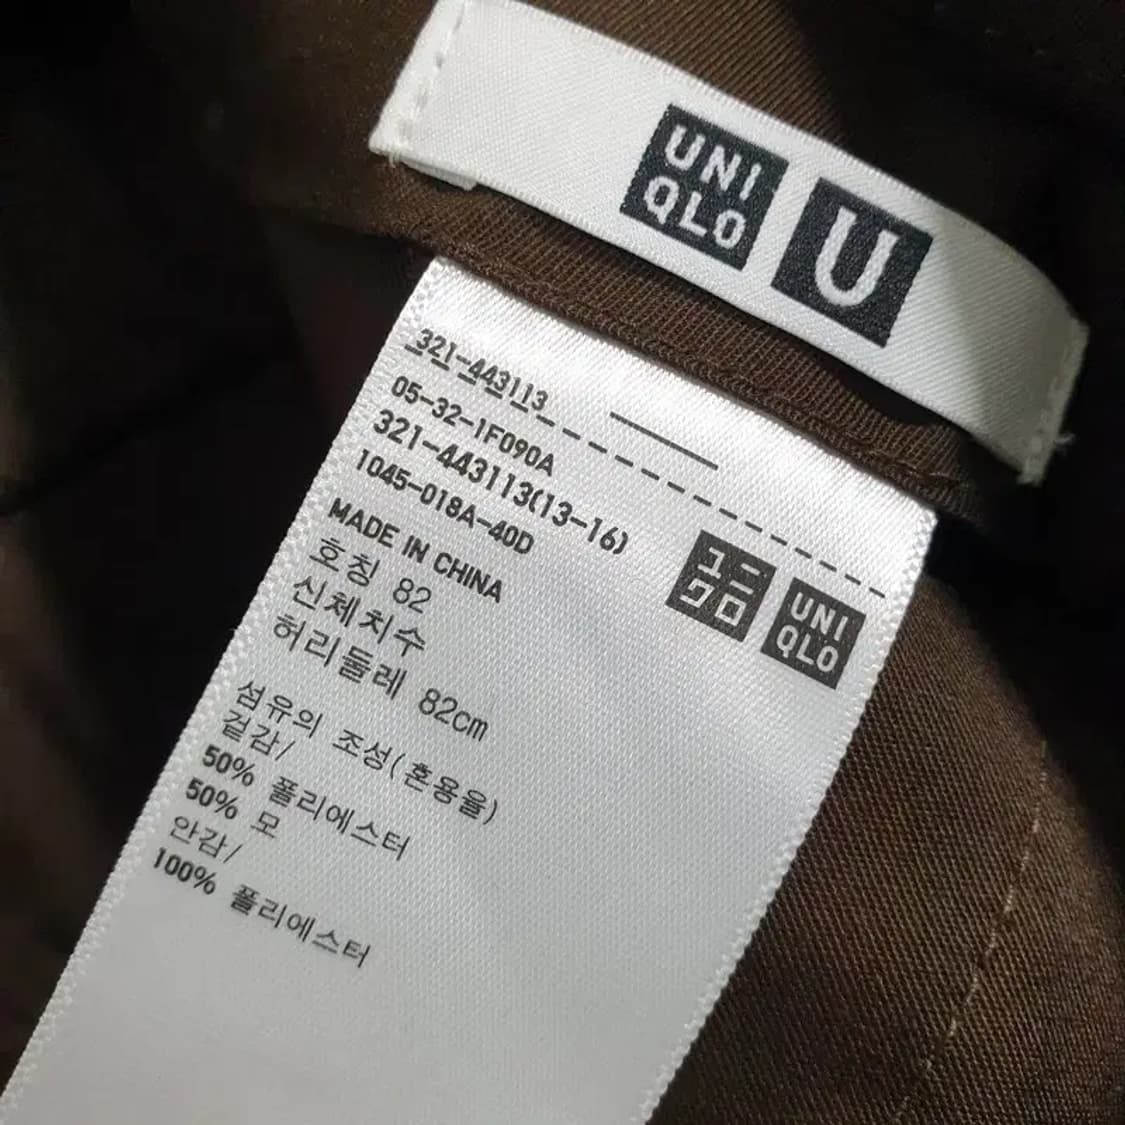 UNI
QLO
U
321-443113
05-32-1F090A
321-443113(13-16)
1045-018A-40D
MADE IN CHINA
ユニ
クロ
UNI
QLO
호칭 82
신체치수
허리둘레 82cm
섬유의 조성(혼용율)
겉감/
50% 폴리에스터
50% 모
안감/
100% 폴리에스터